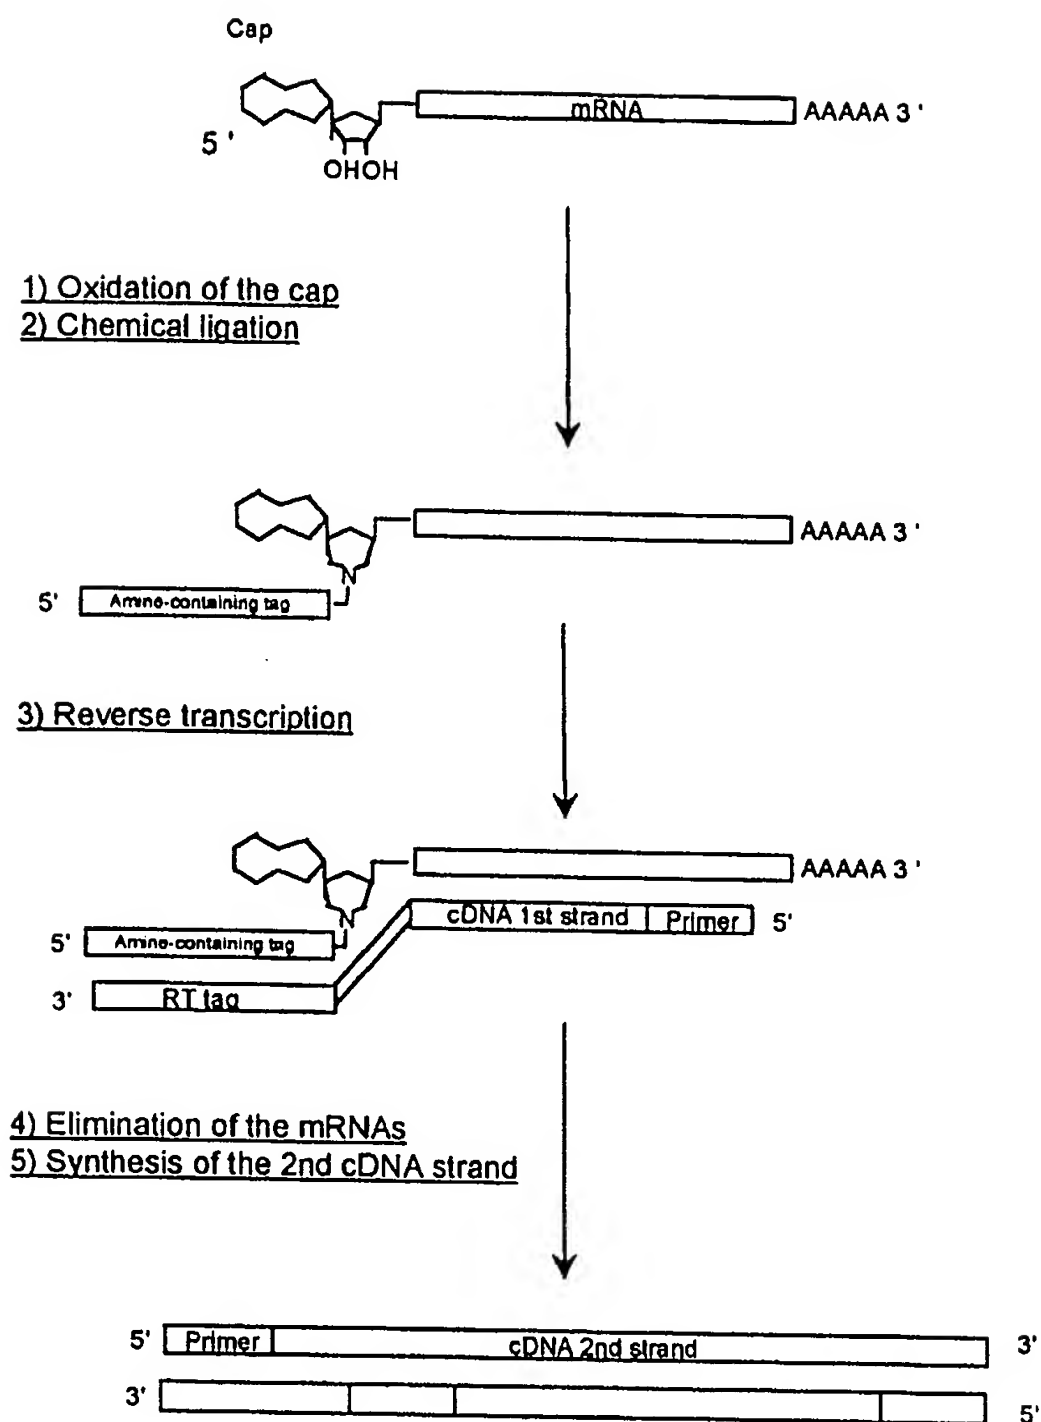 Cap
mRNA
AAAAA 3 '
5 '
OHOH
1) Oxidation of the cap
2) Chemical ligation
AAAAA 3 '
N
5' Amine-containing tag
3) Reverse transcription
AAAAA 3 '
cDNA 1st strand Primer 5'
N
5' Amine-containing tag
3' RT tag
4) Elimination of the mRNAs
5) Synthesis of the 2nd cDNA strand
5' Primer cDNA 2nd strand 3'
3' 5'